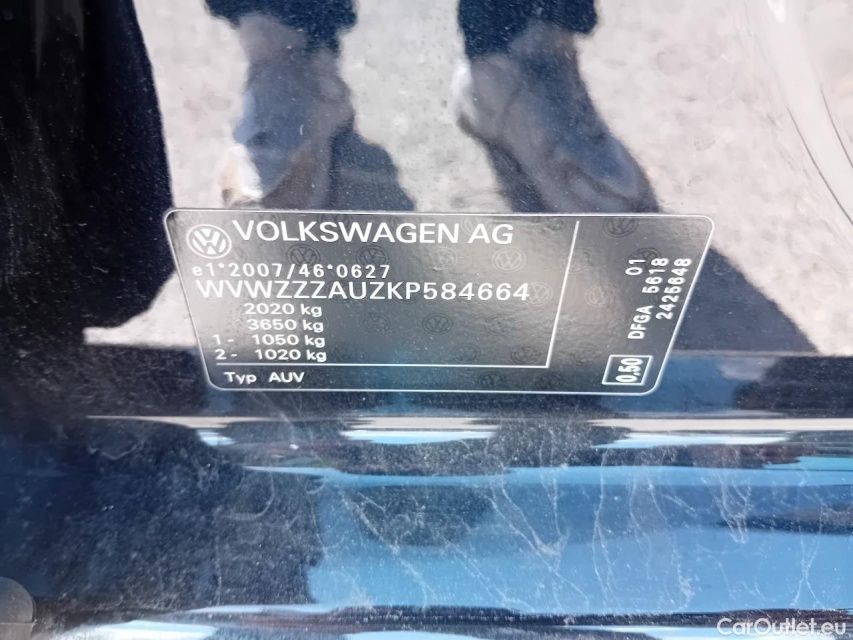 VOLKSWAGEN AG
e1*2007/46*0627
WVWZZZAUZKP584664
2020 kg
3650 kg
1- 1050 kg
2- 1020 kg
Typ AUV
01
DFGA 5618
2425648
0,50
CarOutlet.eu